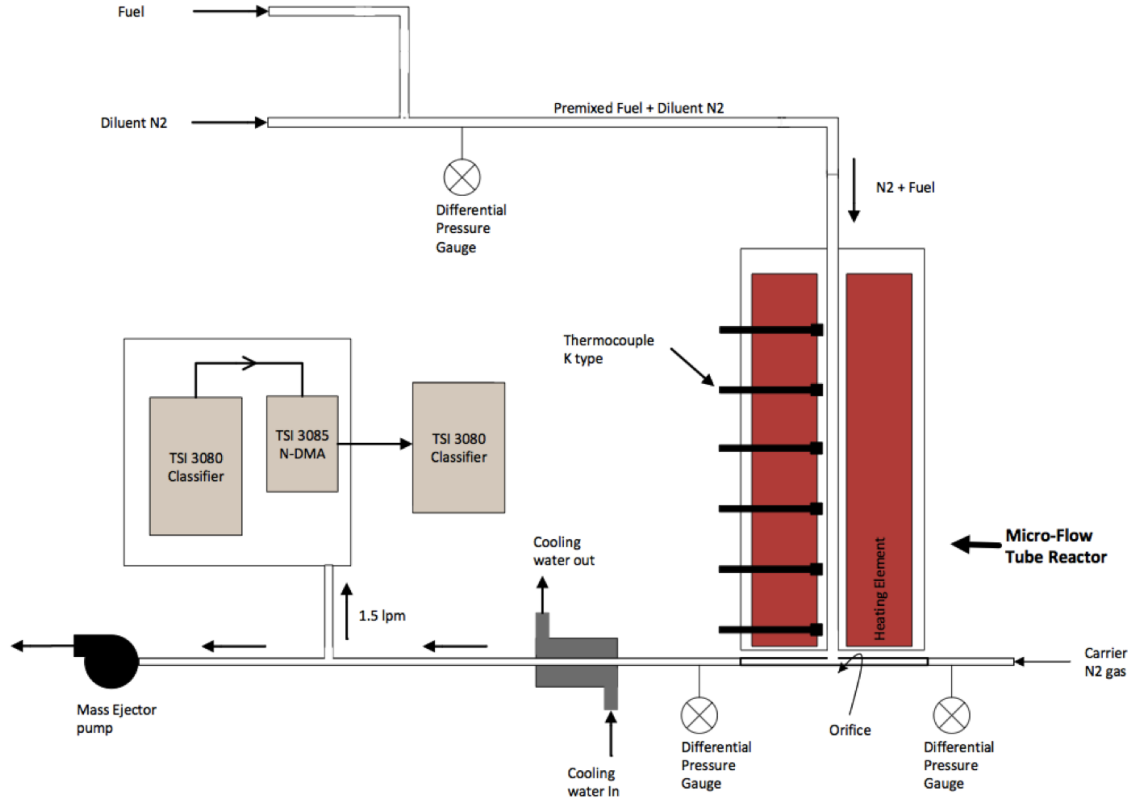 Fuel
Diluent N2
Premixed Fuel + Diluent N2
Differential
Pressure
Gauge
N2 + Fuel
Thermocouple
K type
TSI 3080
Classifier
TSI 3085
N-DMA
TSI 3080
Classifier
Heating Element
Micro-Flow
Tube Reactor
Cooling
water out
1.5 lpm
Carrier
N2 gas
Mass Ejector
pump
Cooling
water In
Differential
Pressure
Gauge
Orifice
Differential
Pressure
Gauge